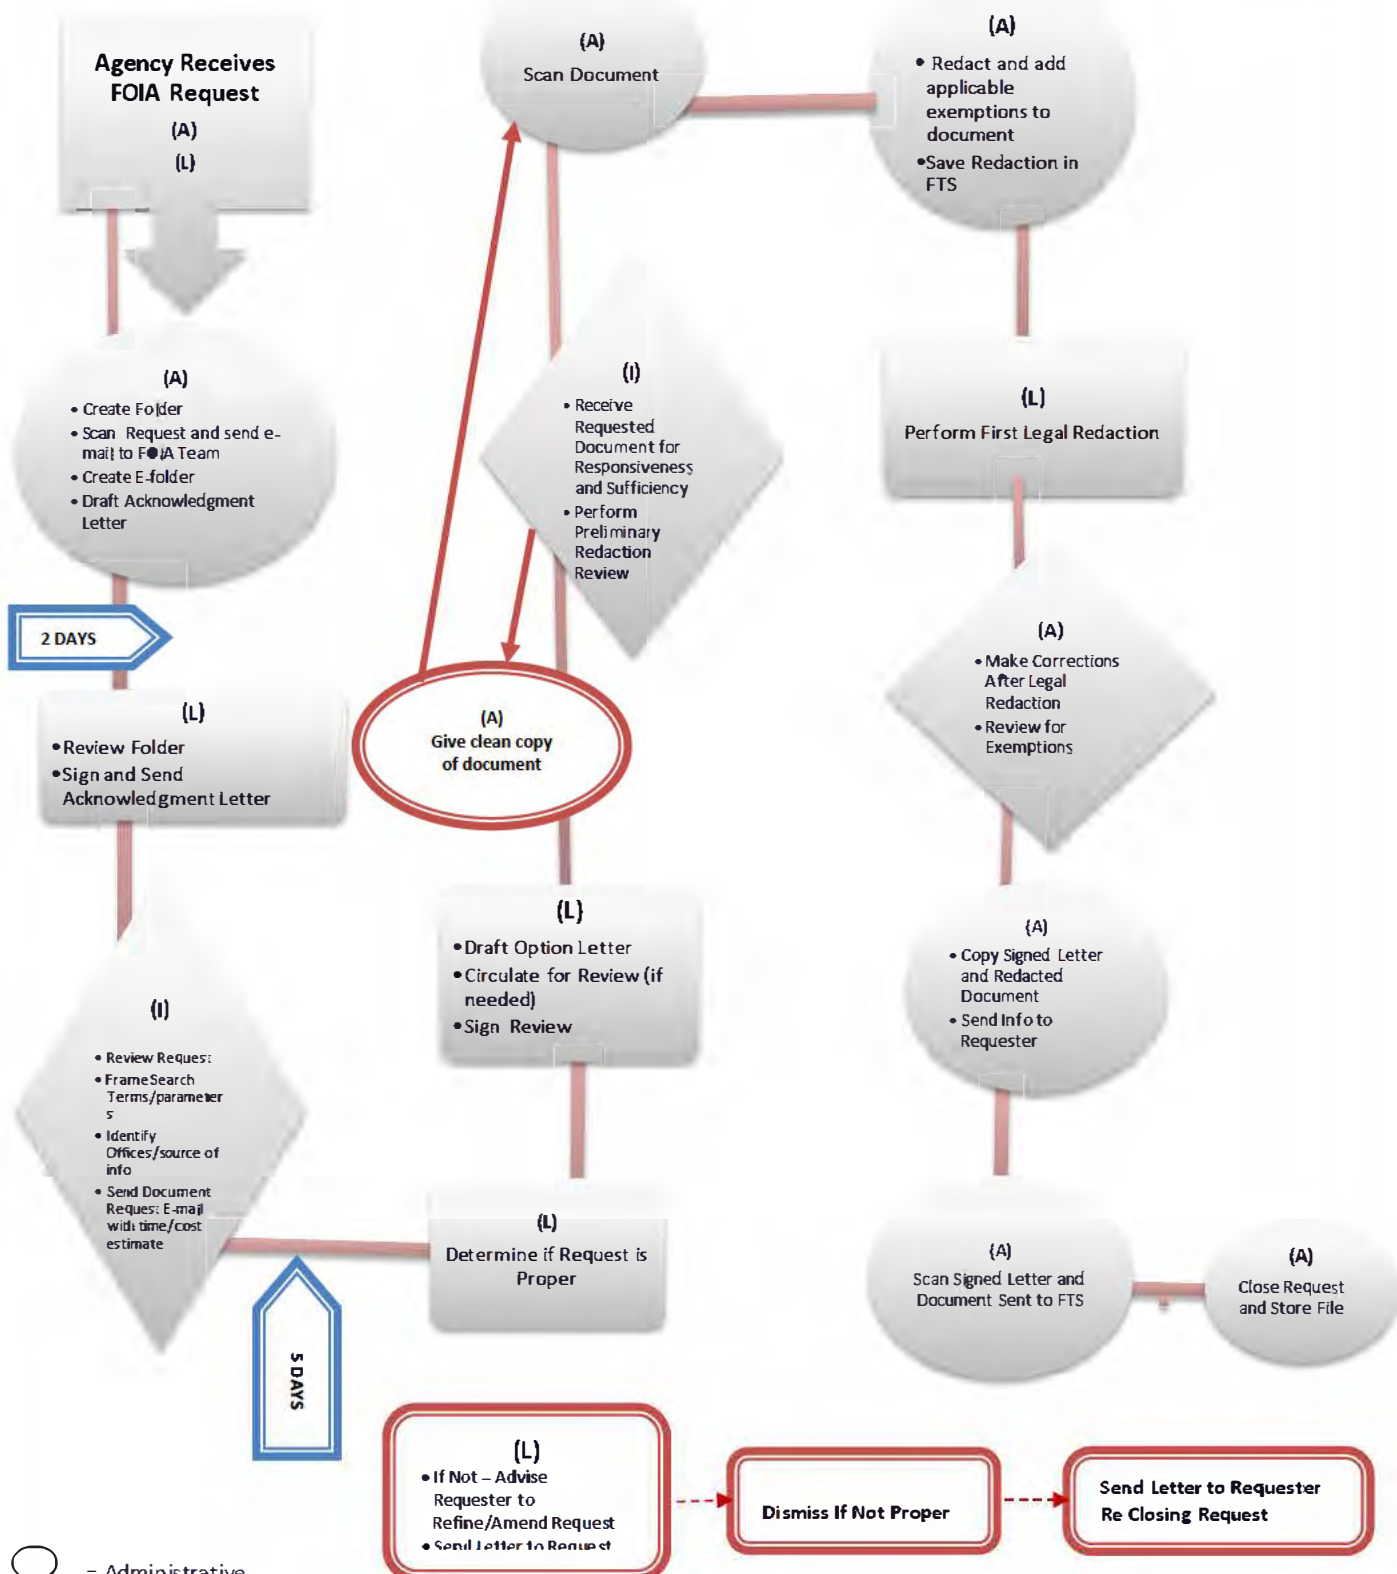 Agency Receives
FOIA Request
(A)
(L)
(A)
• Create Folder
• Scan Request and send e-
mail to FOIA Team
• Create E-folder
• Draft Acknowledgment
Letter
2 DAYS
(L)
• Review Folder
• Sign and Send
Acknowledgment Letter
(I)
• Review Request
• Frame Search
Terms/parameter
s
• Identify
Offices/source of
info
• Send Document
Request E-mail
with time/cost
estimate
5 DAYS
(L)
Determine if Request is
Proper
(L)
• Draft Option Letter
• Circulate for Review (if
needed)
• Sign Review
(I)
• Receive
Requested
Document for
Responsiveness
and Sufficiency
• Perform
Preliminary
Redaction
Review
(A)
Give clean copy
of document
(A)
Scan Document
(A)
• Redact and add
applicable
exemptions to
document
• Save Redaction in
FTS
(L)
Perform First Legal Redaction
(A)
• Make Corrections
After Legal
Redaction
• Review for
Exemptions
(A)
• Copy Signed Letter
and Redacted
Document
• Send Info to
Requester
(A)
Scan Signed Letter and
Document Sent to FTS
(A)
Close Request
and Store File
(L)
• If Not – Advise
Requester to
Refine/Amend Request
• Send Letter to Request
Dismiss If Not Proper
Send Letter to Requester
Re Closing Request
= Administrative